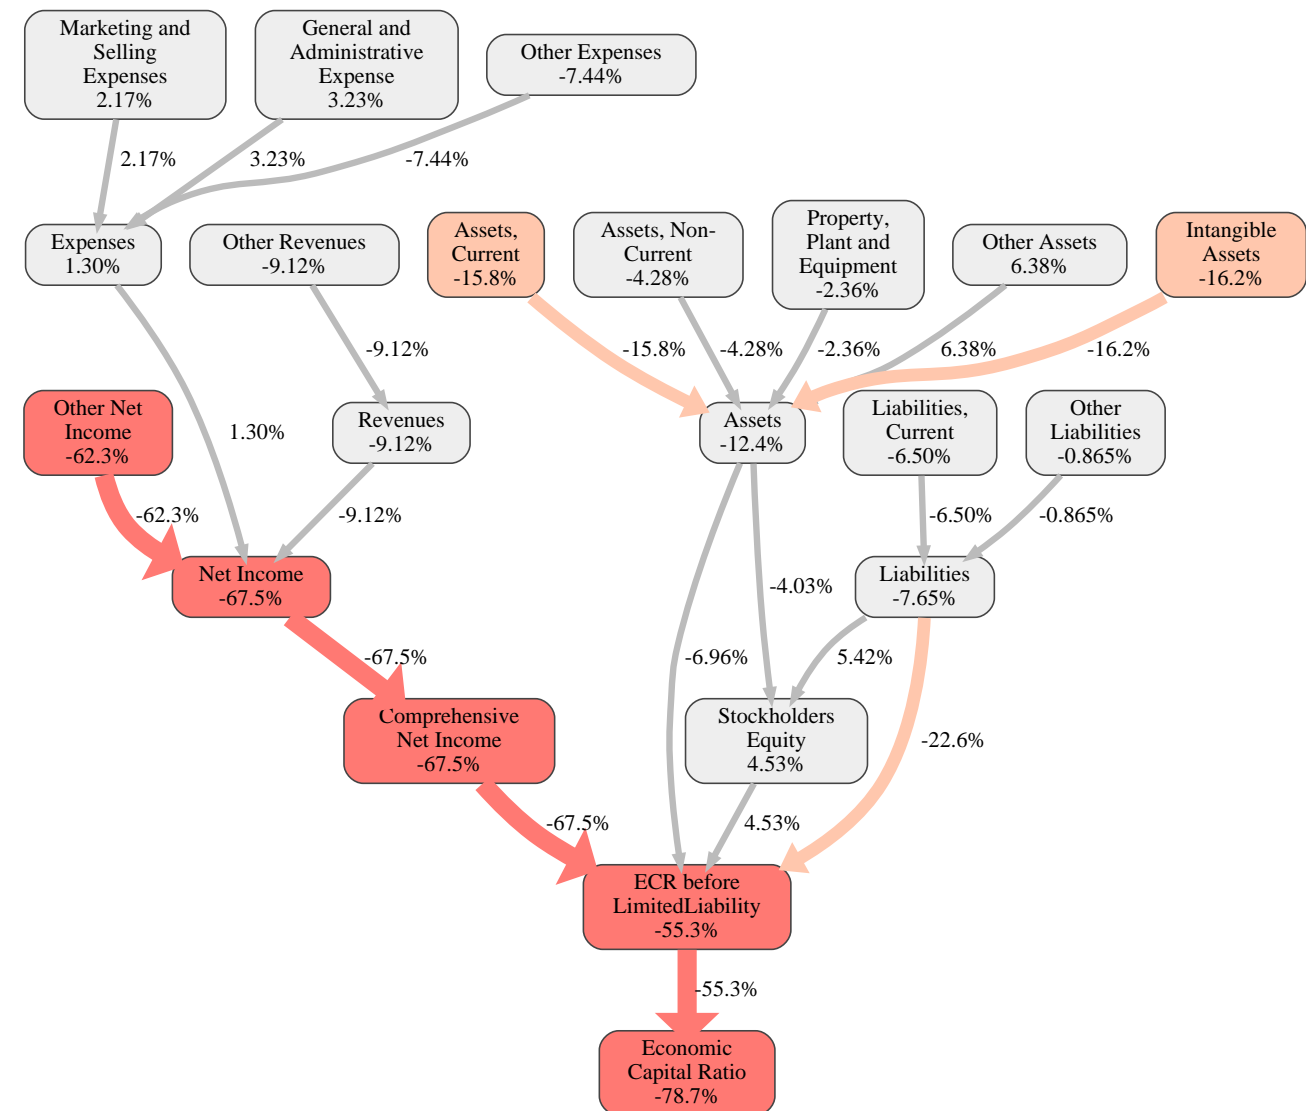 Marketing and
Selling
Expenses
2.17%
General and
Administrative
Expense
3.23%
Other Expenses
-7.44%
2.17%
3.23%
-7.44%
Expenses
1.30%
Other Revenues
-9.12%
Assets,
Current
-15.8%
Assets, Non-
Current
-4.28%
Property,
Plant and
Equipment
-2.36%
Other Assets
6.38%
Intangible
Assets
-16.2%
-9.12%
-15.8%
-4.28%
-2.36%
6.38%
-16.2%
Other Net
Income
-62.3%
1.30%
Revenues
-9.12%
Assets
-12.4%
Liabilities,
Current
-6.50%
Other
Liabilities
-0.865%
-62.3%
-9.12%
-6.50%
-0.865%
Net Income
-67.5%
-4.03%
Liabilities
-7.65%
-67.5%
-6.96%
5.42%
Comprehensive
Net Income
-67.5%
Stockholders
Equity
4.53%
-22.6%
-67.5%
4.53%
ECR before
LimitedLiability
-55.3%
-55.3%
Economic
Capital Ratio
-78.7%